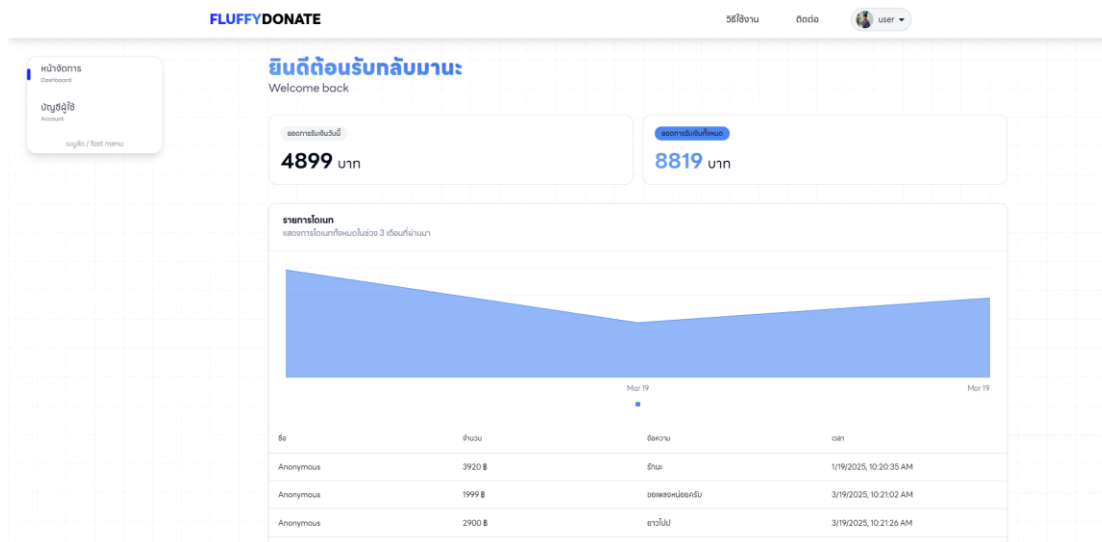 FLUFFYDONATE
วิธีใช้งาน
ติดต่อ
user
หน้าจัดการ
Dashboard
บัญชีผู้ใช้
Account
เมนูลัด / fast menu
ยินดีต้อนรับกลับมานะ
Welcome back
ยอดการรับเงินวันนี้
4899 บาท
ยอดการรับเงินทั้งหมด
8819 บาท
รายการโดเนท
แสดงการโดเนททั้งหมดในช่วง 3 เดือนที่ผ่านมา
Mar 19
Mar 19
ชื่อ จำนวน ข้อความ เวลา
Anonymous 3920 ฿ รักนะ 1/19/2025, 10:20:35 AM
Anonymous 1999 ฿ ขอเพลงหน่อยครับ 3/19/2025, 10:21:02 AM
Anonymous 2900 ฿ ยาวไปป 3/19/2025, 10:21:26 AM